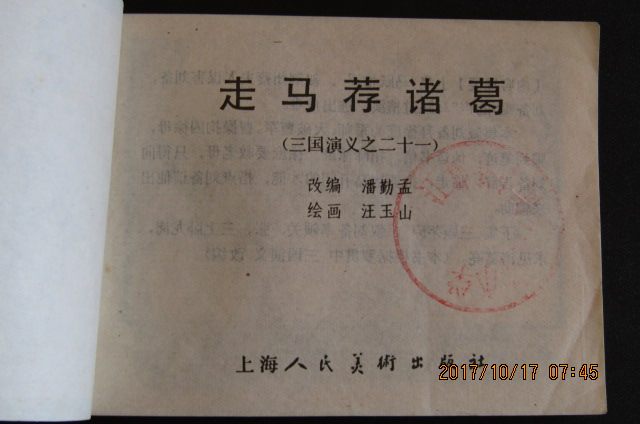 走马荐诸葛
(三国演义之二十一)
改编 潘勤孟
绘画 汪玉山
上海人民美術出版社
2017/10/17 07:45